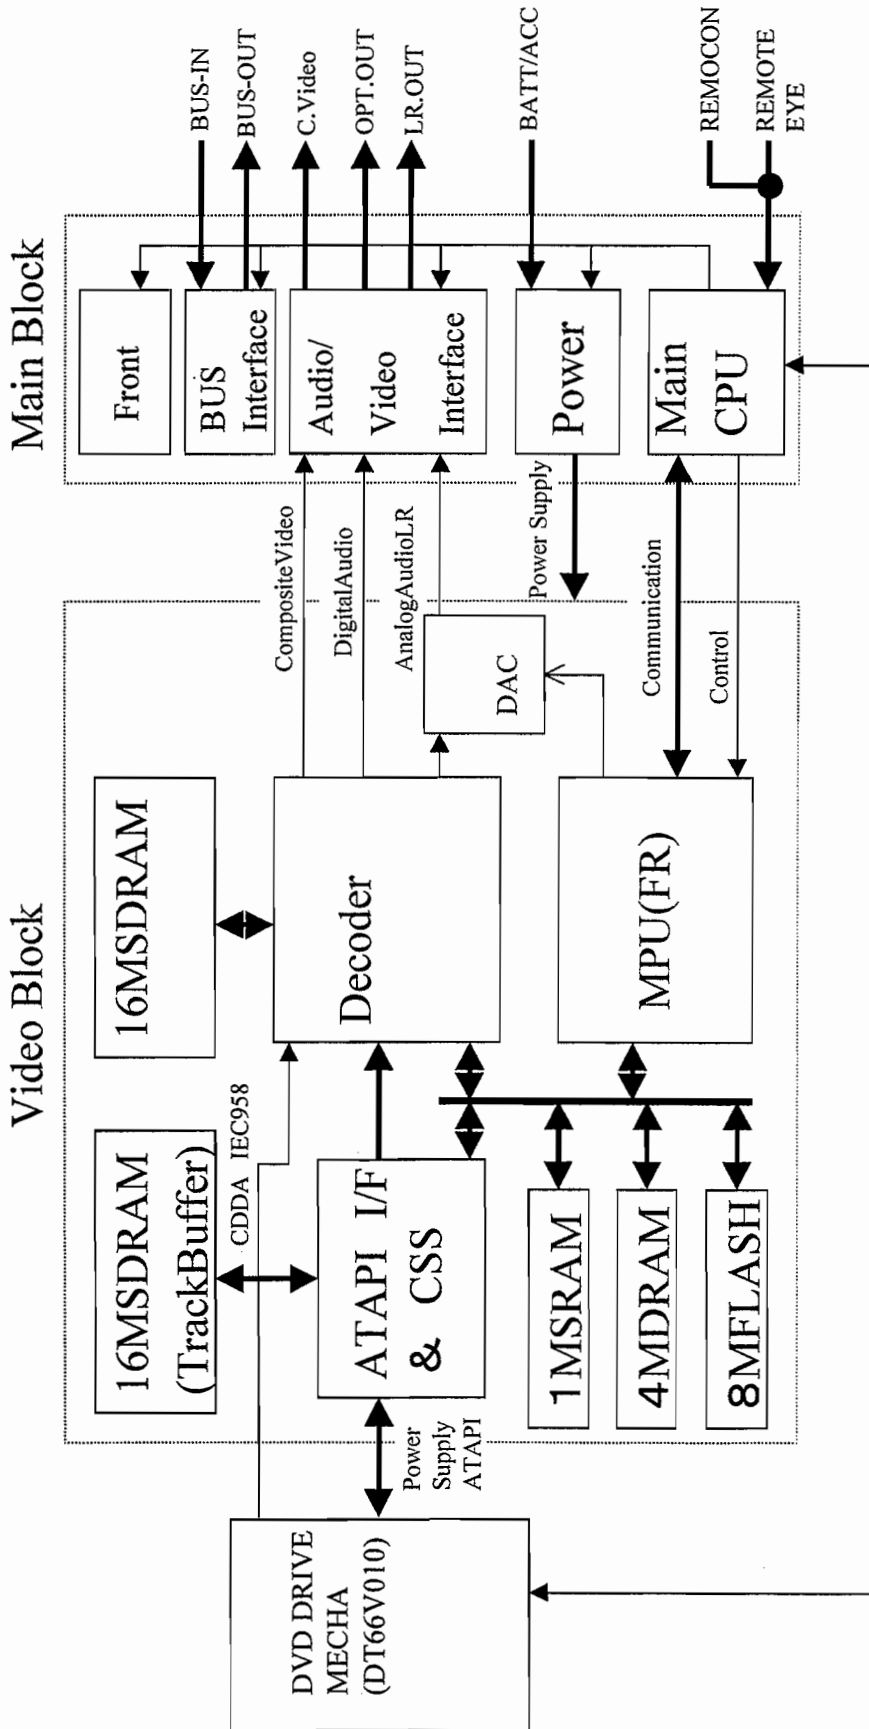 Video Block
Main Block
DVD DRIVE
MECHA
(DT66V010)
Power
Supply
ATAPI
16MSDRAM
(TrackBuffer)
CDDA IEC958
ATAPI I/F
& CSS
1MSRAM
4MDRAM
8MFLASH
16MSDRAM
Decoder
MPU(FR)
DAC
CompositeVideo
DigitalAudio
AnalogAudioLR
Power Supply
Communication
Control
Front
BUS
Interface
Audio/
Video
Interface
Power
Main
CPU
BUS-IN
BUS-OUT
C.Video
OPT.OUT
LR.OUT
BATT/ACC
REMOCON
REMOTE
EYE